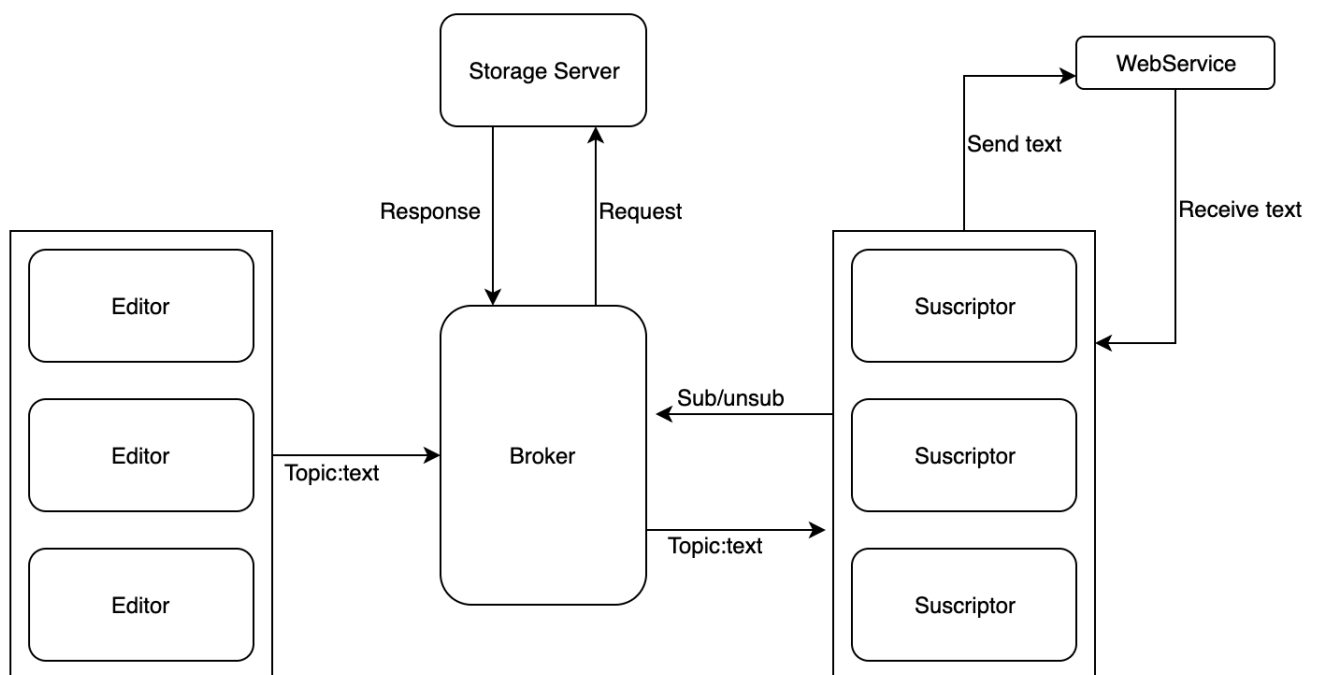 Storage Server
WebService
Send text
Response
Request
Receive text
Editor
Suscriptor
Sub/unsub
Editor
Broker
Suscriptor
Topic:text
Topic:text
Editor
Suscriptor